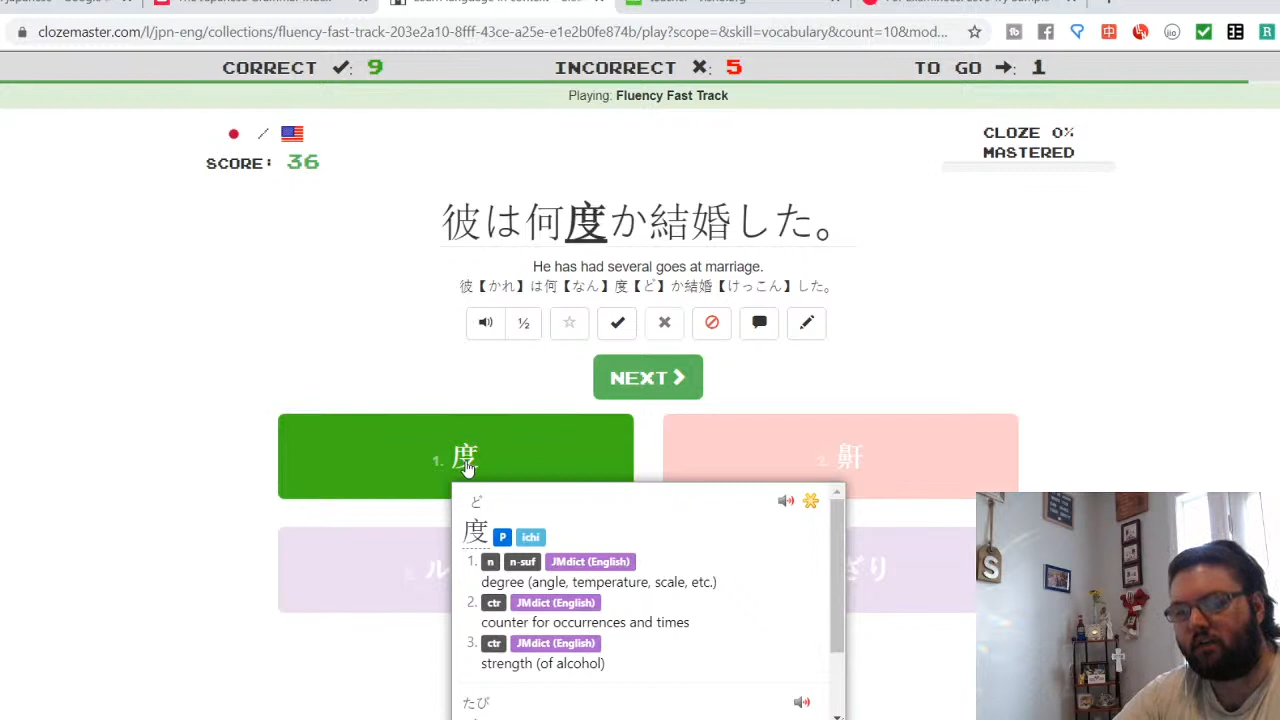 clozemaster.com/l/jpn-eng/collections/fluency-fast-track-20312a10-8fff-43ce-a25b-e1e2b0fe874b/play?scope=&skill=vocabulary&count=10&mod...
CORRECT ✔: 9 INCORRECT ✖: 5 TO GO ➔: 1
Playing: Fluency Fast Track
SCORE: 36
CLOZE 0%
MASTERED
彼は何度か結婚した。
He has had several goes at marriage.
彼【かれ】は何【なん】度【ど】か結婚【けっこん】した。
½
NEXT
1. 度
2. 鼾
ど
度 P ichi
1. n n-suf JMdict (English)
degree (angle, temperature, scale, etc.)
2. ctr JMdict (English)
counter for occurrences and times
3. ctr JMdict (English)
strength (of alcohol)
たび
S